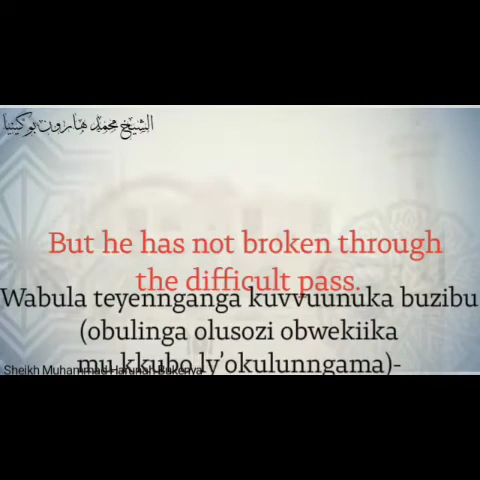 الشيخ محمد هارون بوكينيا
But he has not broken through
the difficult pass.
Wabula teyennganga kuvvuunuka buzibu
(obulinga olusozi obwekiika
mu kkubo ly'okulunngama)-
Sheikh Muhammad Harunah Bukenya